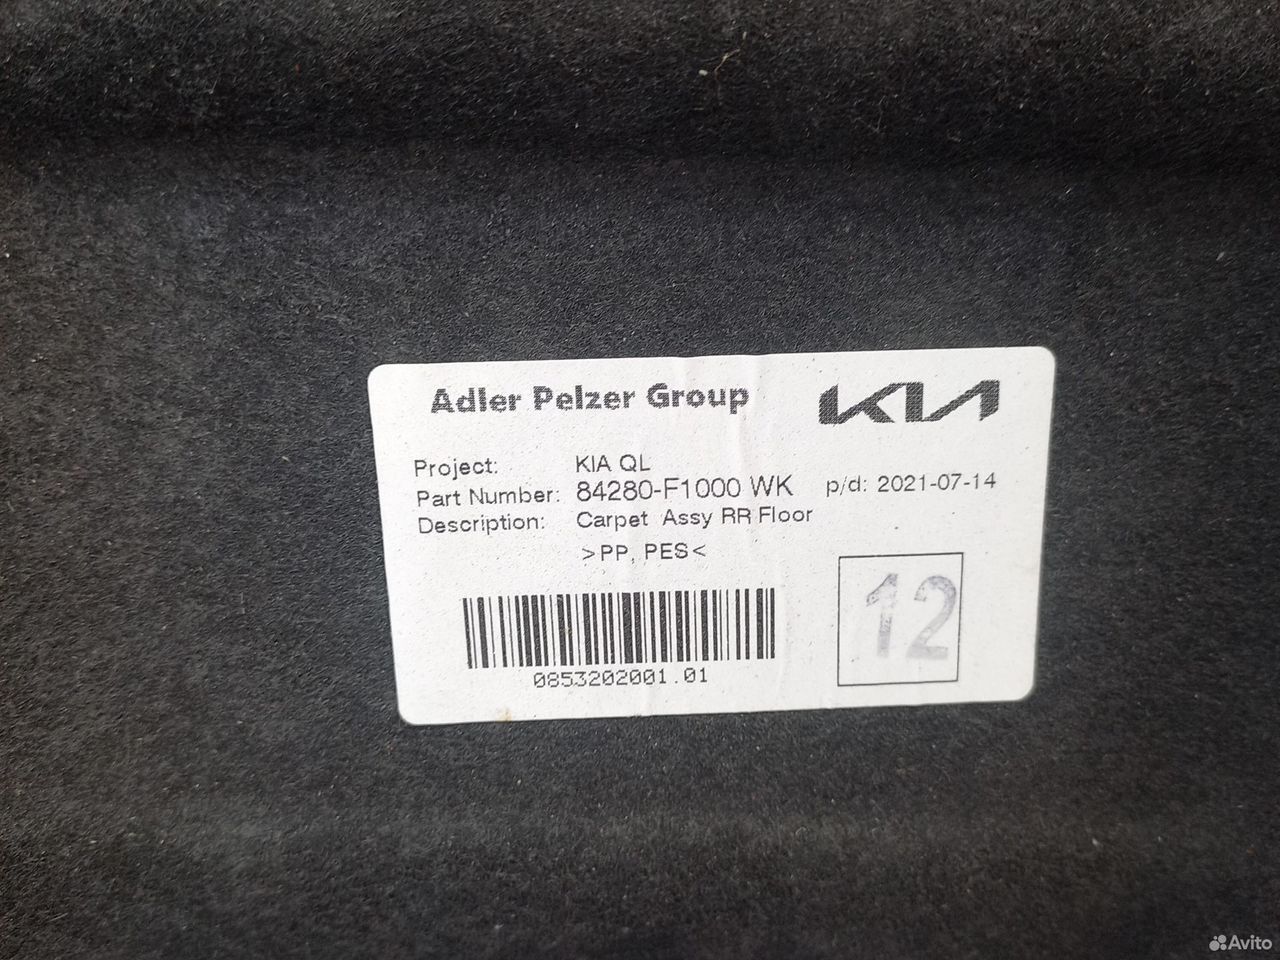 Adler Pelzer Group KIA
Project: KIA QL
Part Number: 84280-F1000 WK p/d: 2021-07-14
Description: Carpet Assy RR Floor
>PP, PES<
12
0853202001.01
Avito